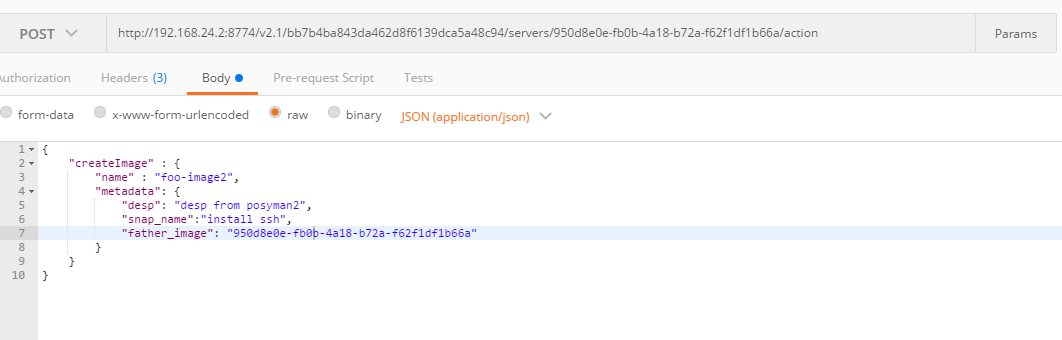 POST http://192.168.24.2:8774/v2.1/bb7b4ba843da462d8f6139dca5a48c94/servers/950d8e0e-fb0b-4a18-b72a-f62f1df1b66a/action Params
uthorization Headers (3) Body Pre-request Script Tests
form-data x-www-form-urlencoded raw binary JSON (application/json)
1 {
2 "createImage" : {
3 "name" : "foo-image2",
4 "metadata": {
5 "desp": "desp from posyman2",
6 "snap_name":"install ssh",
7 "father_image": "950d8e0e-fb0b-4a18-b72a-f62f1df1b66a"
8 }
9 }
10 }